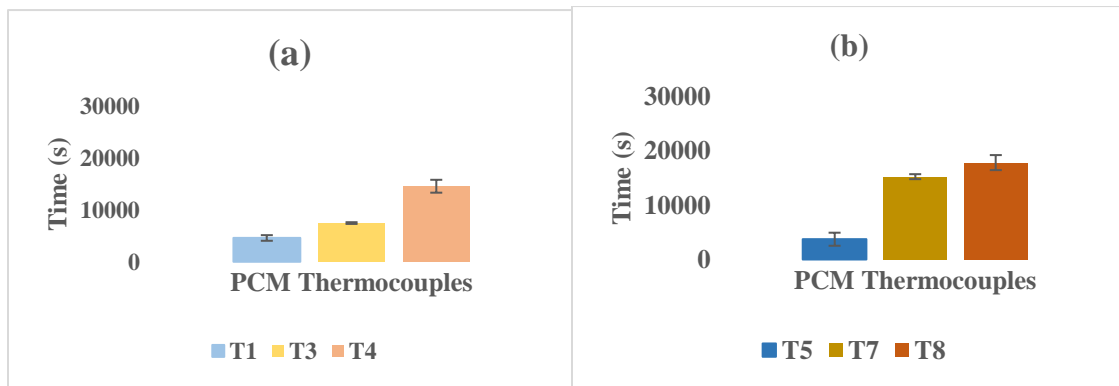 (a)
30000
20000
10000
0
Time (s)
PCM Thermocouples
T1 T3 T4
(b)
30000
20000
10000
0
Time (s)
PCM Thermocouples
T5 T7 T8